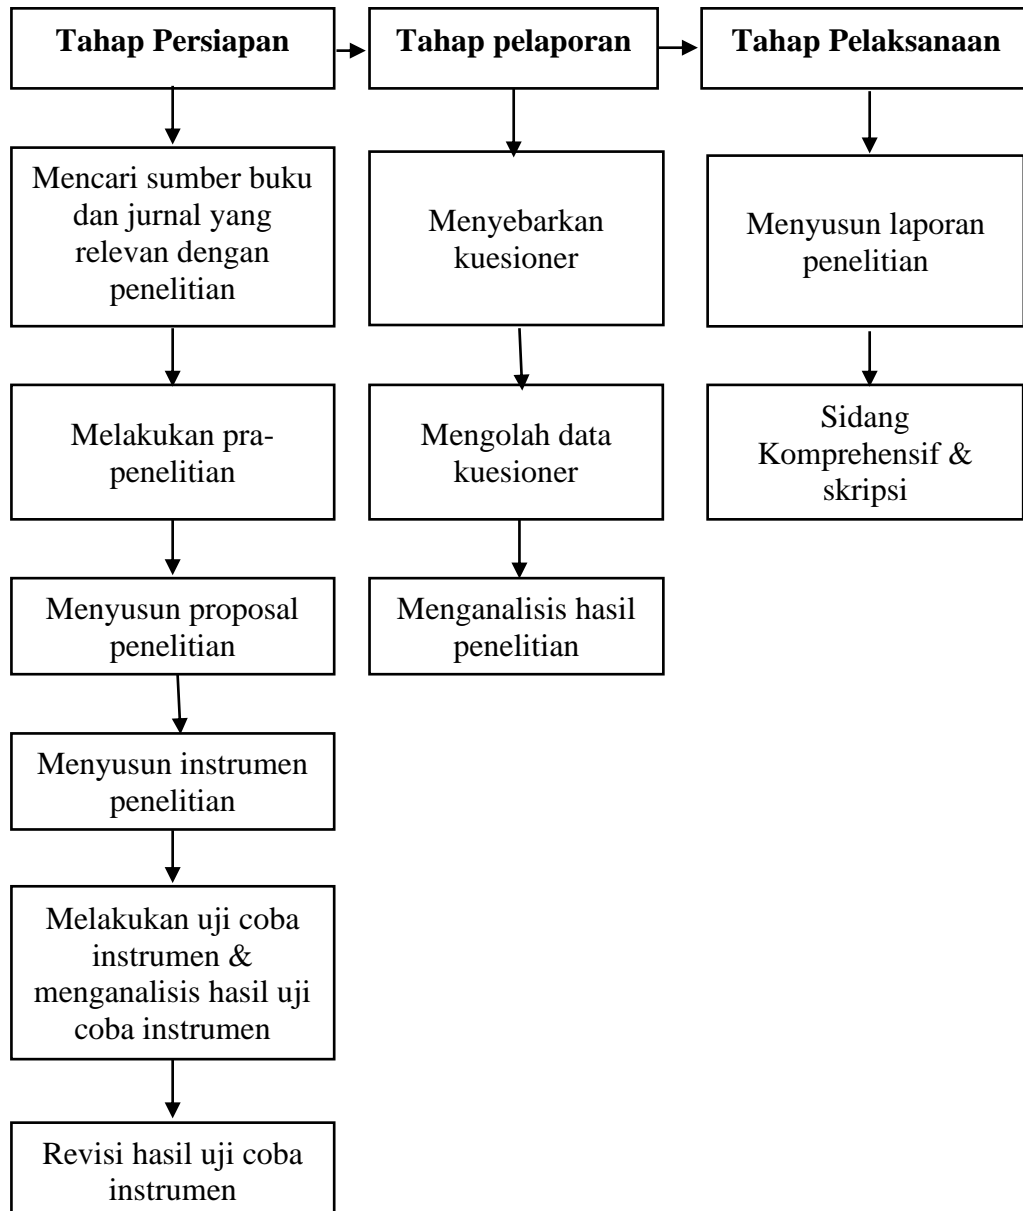 Tahap Persiapan
Tahap pelaporan
Tahap Pelaksanaan
Mencari sumber buku
dan jurnal yang
relevan dengan
penelitian
Melakukan pra-
penelitian
Menyusun proposal
penelitian
Menyusun instrumen
penelitian
Melakukan uji coba
instrumen &
menganalisis hasil uji
coba instrumen
Revisi hasil uji coba
instrumen
Menyebarkan
kuesioner
Mengolah data
kuesioner
Menganalisis hasil
penelitian
Menyusun laporan
penelitian
Sidang
Komprehensif &
skripsi